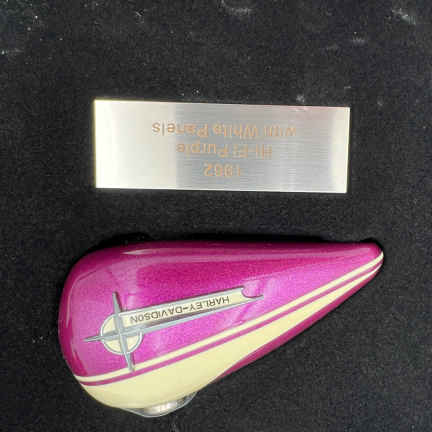 1962
Hi-Fi Purple
with White Panels
HARLEY-DAVIDSON